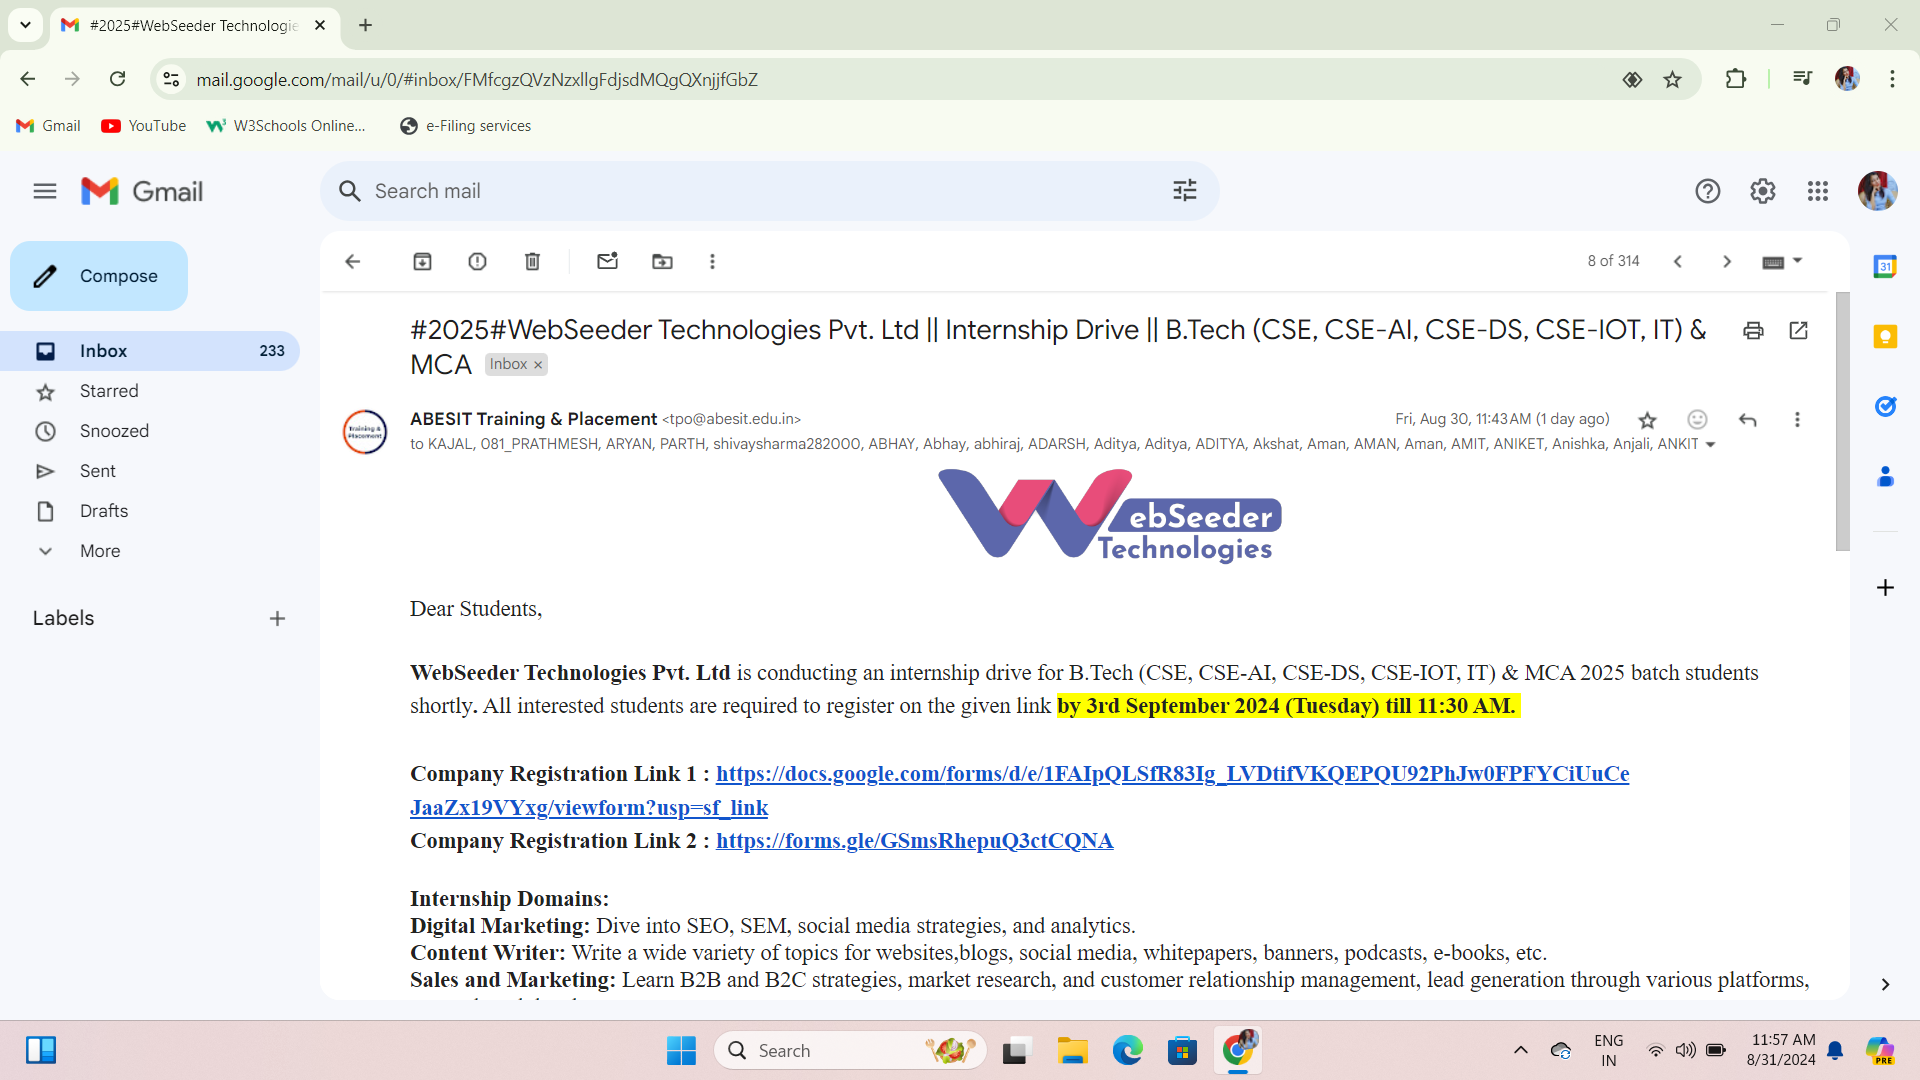 #2025#WebSeeder Technologie
mail.google.com/mail/u/0/#inbox/FMfcgzQVzNzxllgFdjsdMQgQXnjjfGbZ
Gmail YouTube W3Schools Online... e-Filing services
Gmail
Search mail
Compose
8 of 314
Inbox 233
Starred
Snoozed
Sent
Drafts
More
Labels
#2025#WebSeeder Technologies Pvt. Ltd || Internship Drive || B.Tech (CSE, CSE-AI, CSE-DS, CSE-IOT, IT) &
MCA Inbox ×
Training &
Placement
ABESIT Training & Placement <tpo@abesit.edu.in> Fri, Aug 30, 11:43 AM (1 day ago)
to KAJAL, 081_PRATHMESH, ARYAN, PARTH, shivaysharma282000, ABHAY, Abhay, abhiraj, ADARSH, Aditya, Aditya, ADITYA, Akshat, Aman, AMAN, Aman, AMIT, ANIKET, Anishka, Anjali, ANKIT
WebSeeder
Technologies
Dear Students,
WebSeeder Technologies Pvt. Ltd is conducting an internship drive for B.Tech (CSE, CSE-AI, CSE-DS, CSE-IOT, IT) & MCA 2025 batch students
shortly. All interested students are required to register on the given link by 3rd September 2024 (Tuesday) till 11:30 AM.
Company Registration Link 1 : https://docs.google.com/forms/d/e/1FAIpQLSfR83Ig_LVDtifVKQEPQU92PhJw0FPFYCiUuCe
JaaZx19VYxg/viewform?usp=sf_link
Company Registration Link 2 : https://forms.gle/GSmsRhepuQ3ctCQNA
Internship Domains:
Digital Marketing: Dive into SEO, SEM, social media strategies, and analytics.
Content Writer: Write a wide variety of topics for websites,blogs, social media, whitepapers, banners, podcasts, e-books, etc.
Sales and Marketing: Learn B2B and B2C strategies, market research, and customer relationship management, lead generation through various platforms,
31
Search
ENG
IN
11:57 AM
8/31/2024
PRE